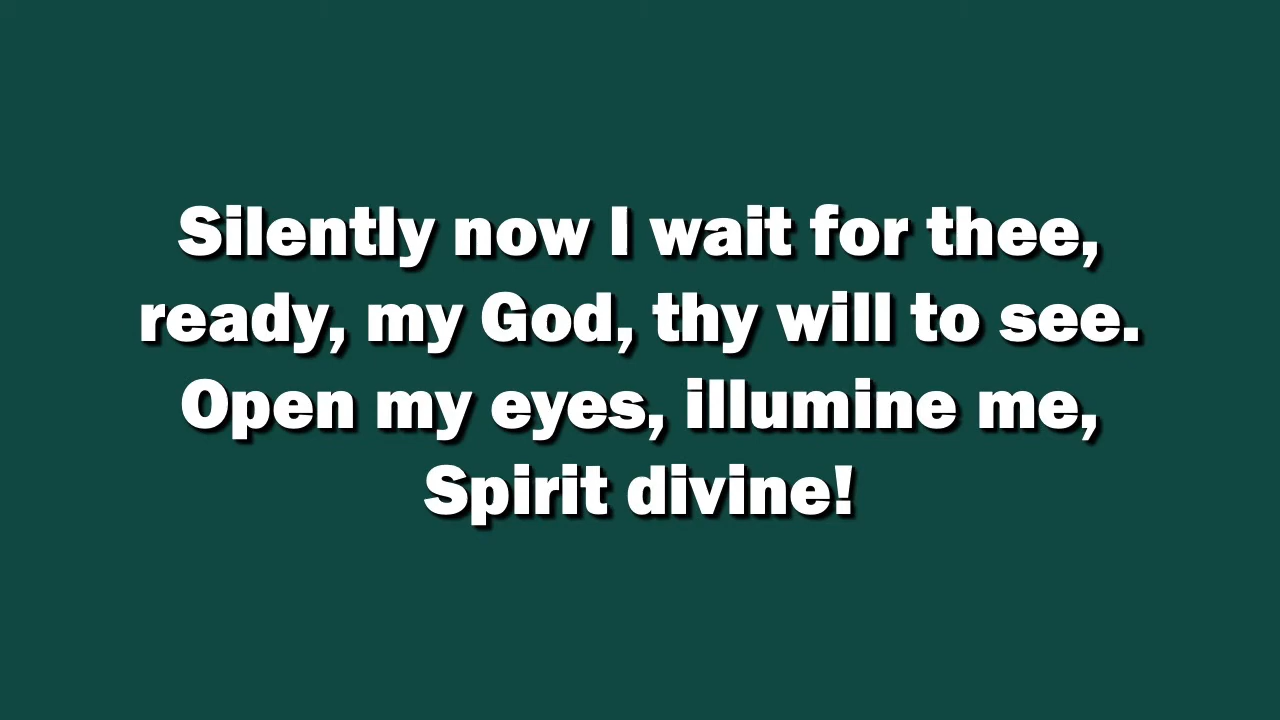 Silently now I wait for thee,
ready, my God, thy will to see.
Open my eyes, illumine me,
Spirit divine!